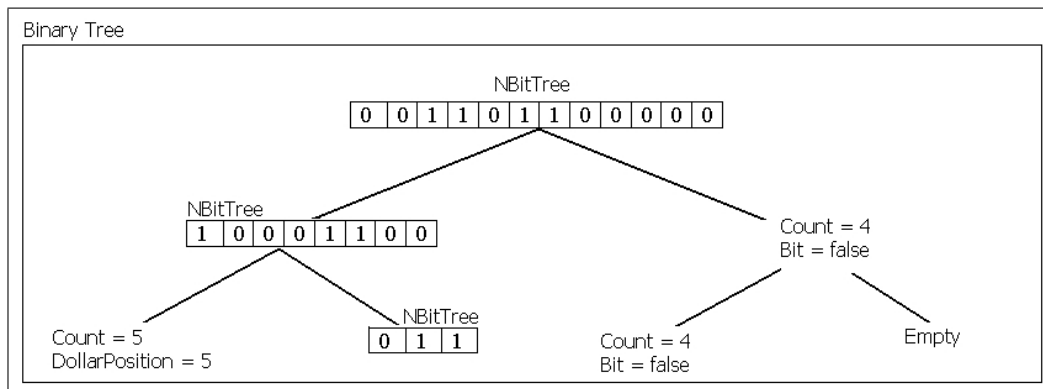 Binary Tree
NBitTree
0 0 1 1 0 1 1 0 0 0 0 0
NBitTree
1 0 0 0 1 1 0 0
Count = 4
Bit = false
Count = 5
DollarPosition = 5
NBitTree
0 1 1
Count = 4
Bit = false
Empty